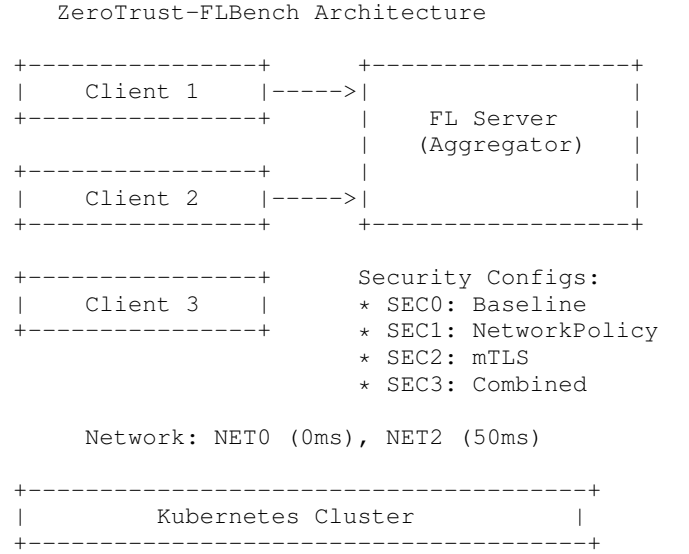 ZeroTrust-FLBench Architecture
+----------------+      +------------------+
|    Client 1    |----->|                  |
+----------------+      |    FL Server     |
                        |   (Aggregator)   |
+----------------+      |                  |
|    Client 2    |----->|                  |
+----------------+      +------------------+
+----------------+      Security Configs:
|    Client 3    |      * SEC0: Baseline
+----------------+      * SEC1: NetworkPolicy
                        * SEC2: mTLS
                        * SEC3: Combined
Network: NET0 (0ms), NET2 (50ms)
+---------------------------------------+
|         Kubernetes Cluster           |
+---------------------------------------+